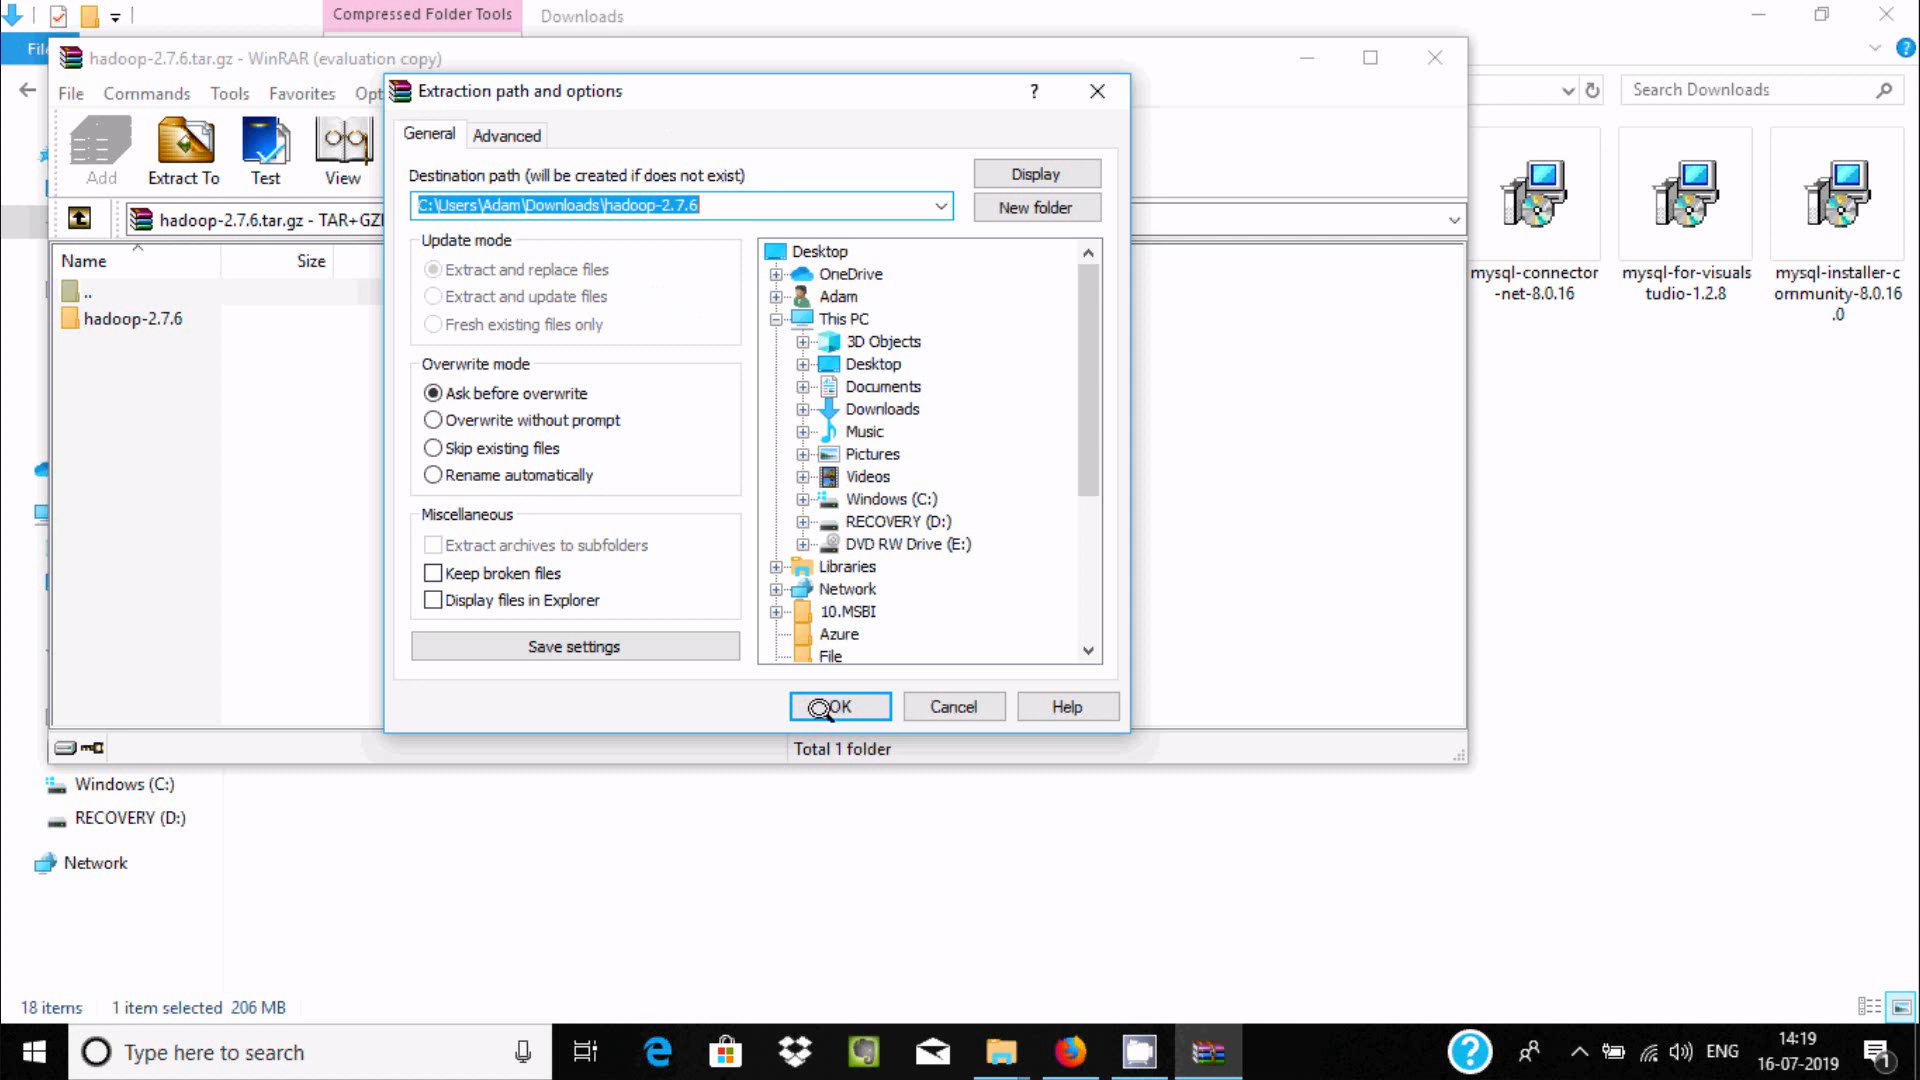 Compressed Folder Tools
Downloads
hadoop-2.7.6.tar.gz - WinRAR (evaluation copy)
File Commands Tools Favorites
Add
Extract To
Test
View
hadoop-2.7.6.tar.gz - TAR+GZI
Name
Size
..
hadoop-2.7.6
Extraction path and options
?
General
Advanced
Destination path (will be created if does not exist)
C:\Users\Adam\Downloads\hadoop-2.7.6
Display
New folder
Update mode
Extract and replace files
Extract and update files
Fresh existing files only
Overwrite mode
Ask before overwrite
Overwrite without prompt
Skip existing files
Rename automatically
Miscellaneous
Extract archives to subfolders
Keep broken files
Display files in Explorer
Save settings
Desktop
OneDrive
Adam
This PC
3D Objects
Desktop
Documents
Downloads
Music
Pictures
Videos
Windows (C:)
RECOVERY (D:)
DVD RW Drive (E:)
Libraries
Network
10.MSBI
Azure
File
OK
Cancel
Help
Total 1 folder
Search Downloads
mysql-connector
-net-8.0.16
mysql-for-visuals
tudio-1.2.8
mysql-installer-c
ommunity-8.0.16
.0
Windows (C:)
RECOVERY (D:)
Network
18 items
1 item selected 206 MB
Type here to search
ENG
14:19
16-07-2019
1